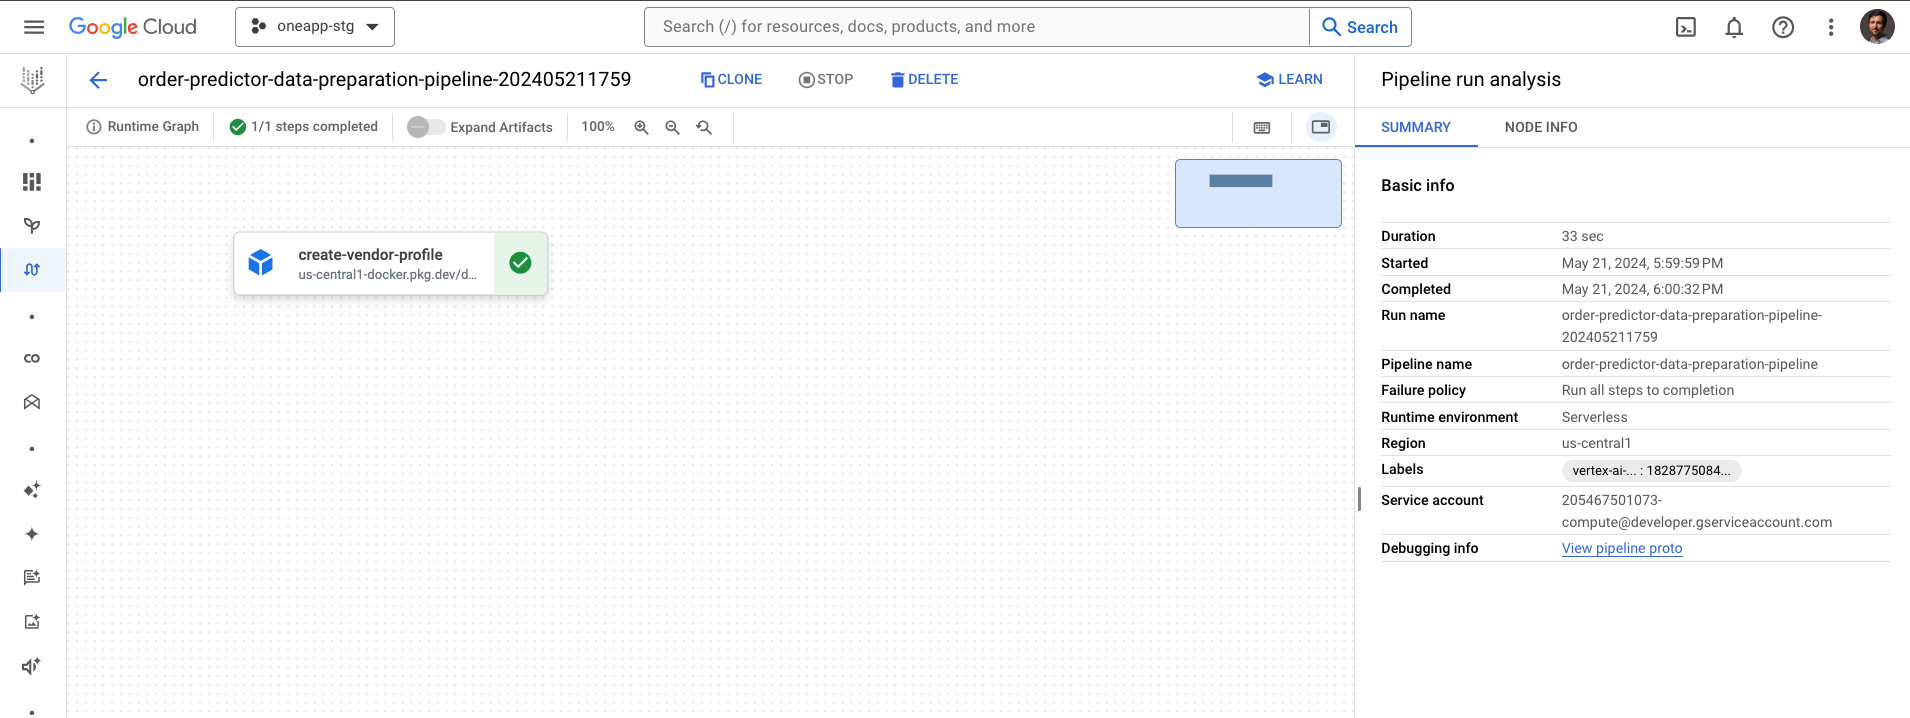 Google Cloud
oneapp-stg
Search (/) for resources, docs, products, and more
Search
order-predictor-data-preparation-pipeline-202405211759
CLONE
STOP
DELETE
LEARN
Pipeline run analysis
Runtime Graph
1/1 steps completed
Expand Artifacts
100%
SUMMARY
NODE INFO
create-vendor-profile
us-central1-docker.pkg.dev/d...
Basic info
Duration 33 sec
Started May 21, 2024, 5:59:59 PM
Completed May 21, 2024, 6:00:32 PM
Run name order-predictor-data-preparation-pipeline-
202405211759
Pipeline name order-predictor-data-preparation-pipeline
Failure policy Run all steps to completion
Runtime environment Serverless
Region us-central1
Labels vertex-ai-... : 1828775084...
Service account 205467501073-
compute@developer.gserviceaccount.com
Debugging info View pipeline proto